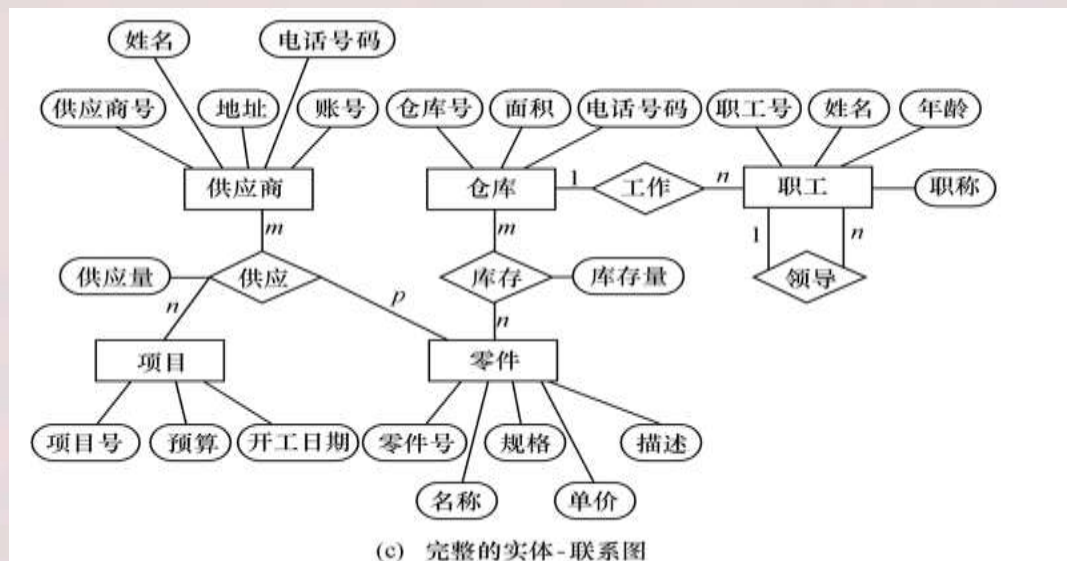 姓名 电话号码
供应商号 地址 账号 仓库号 面积 电话号码 职工号 姓名 年龄
供应商 仓库 1 工作 n 职工 职称
m m 1 n
供应量 供应 库存 库存量 领导
n p n
项目 零件
项目号 预算 开工日期 零件号 规格 描述
名称 单价
(c) 完整的实体-联系图